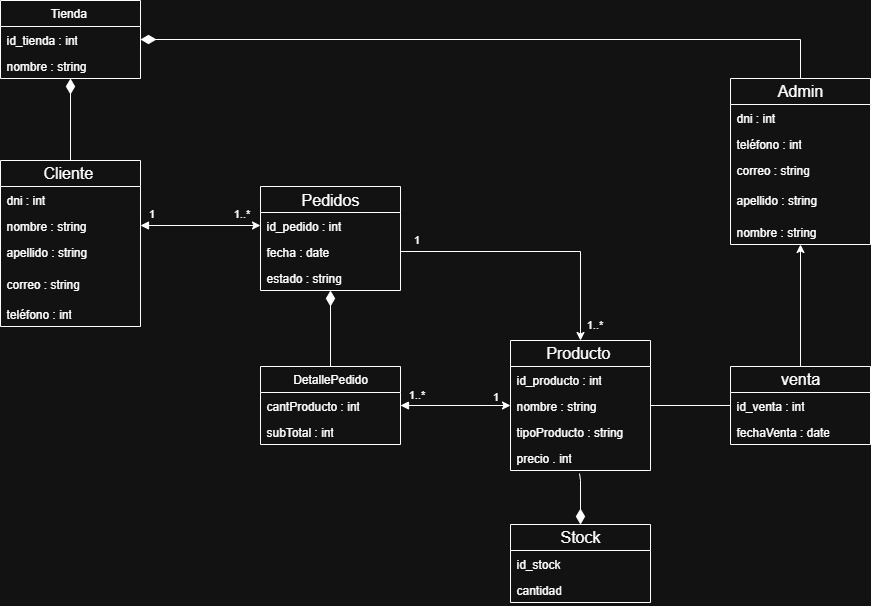 Tienda
id_tienda : int
nombre : string
Admin
dni : int
teléfono : int
correo : string
apellido : string
nombre : string
Cliente
dni : int
nombre : string
apellido : string
correo : string
teléfono : int
1
1..*
Pedidos
id_pedido : int
fecha : date
estado : string
1
1..*
DetallePedido
cantProducto : int
subTotal : int
1..*
1
Producto
id_producto : int
nombre : string
tipoProducto : string
precio . int
venta
id_venta : int
fechaVenta : date
Stock
id_stock
cantidad